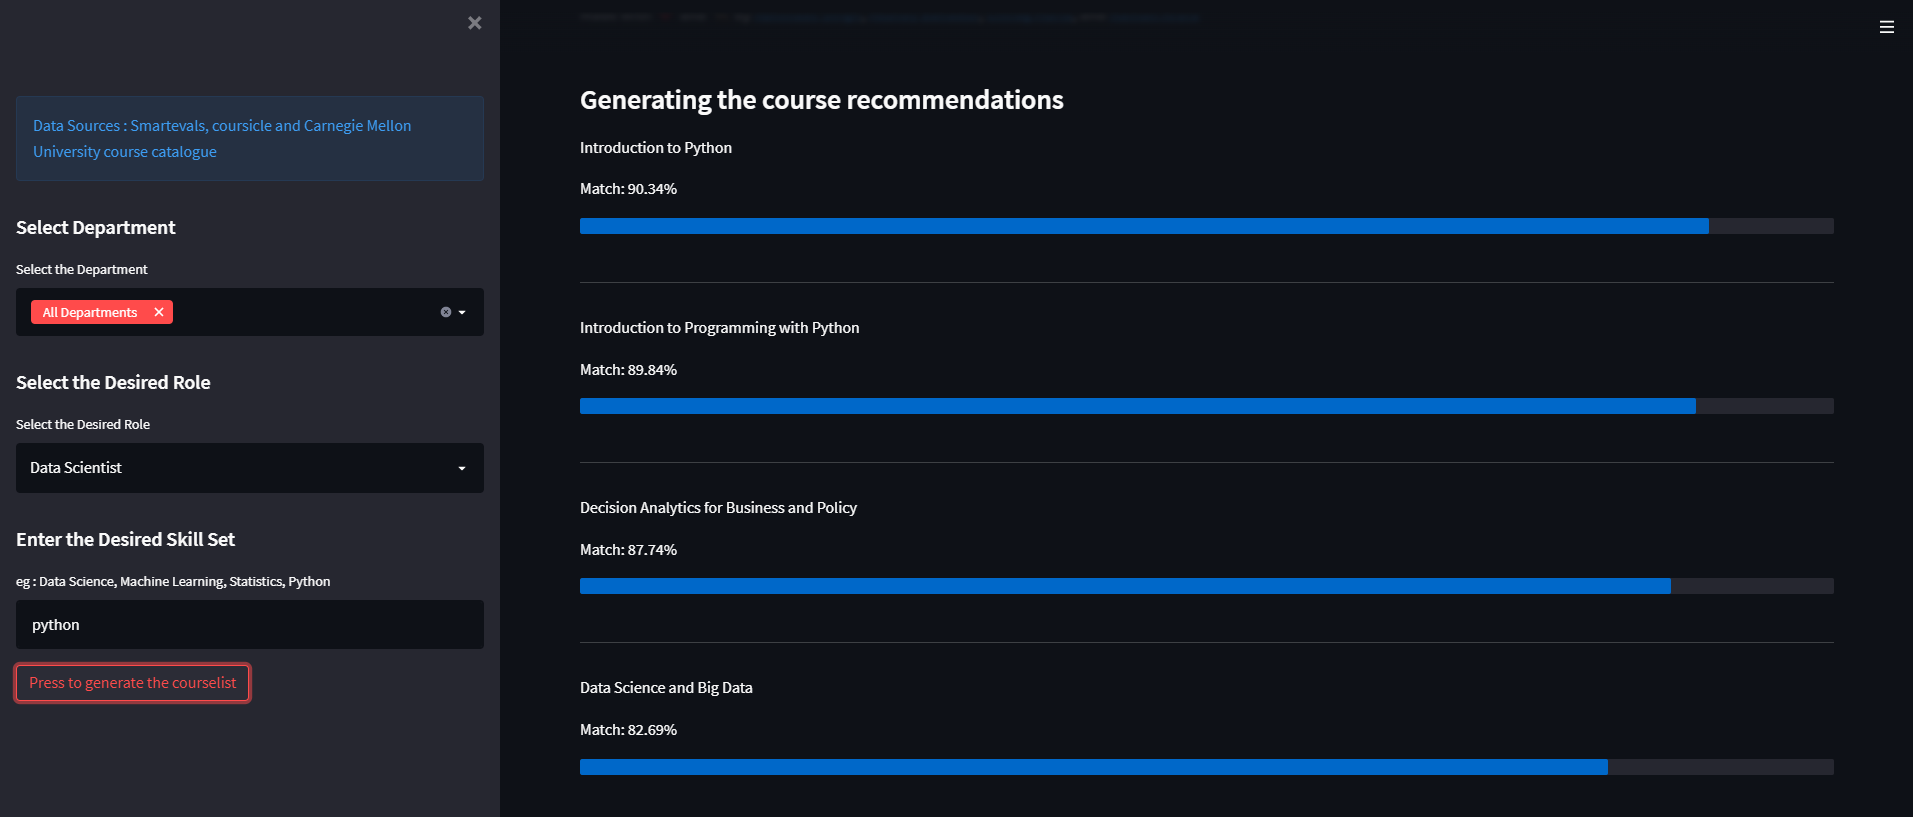 Data Sources : Smartevals, coursicle and Carnegie Mellon
University course catalogue
Select Department
Select the Department
All Departments
Select the Desired Role
Select the Desired Role
Data Scientist
Enter the Desired Skill Set
eg : Data Science, Machine Learning, Statistics, Python
python
Press to generate the courselist
Generating the course recommendations
Introduction to Python
Match: 90.34%
Introduction to Programming with Python
Match: 89.84%
Decision Analytics for Business and Policy
Match: 87.74%
Data Science and Big Data
Match: 82.69%